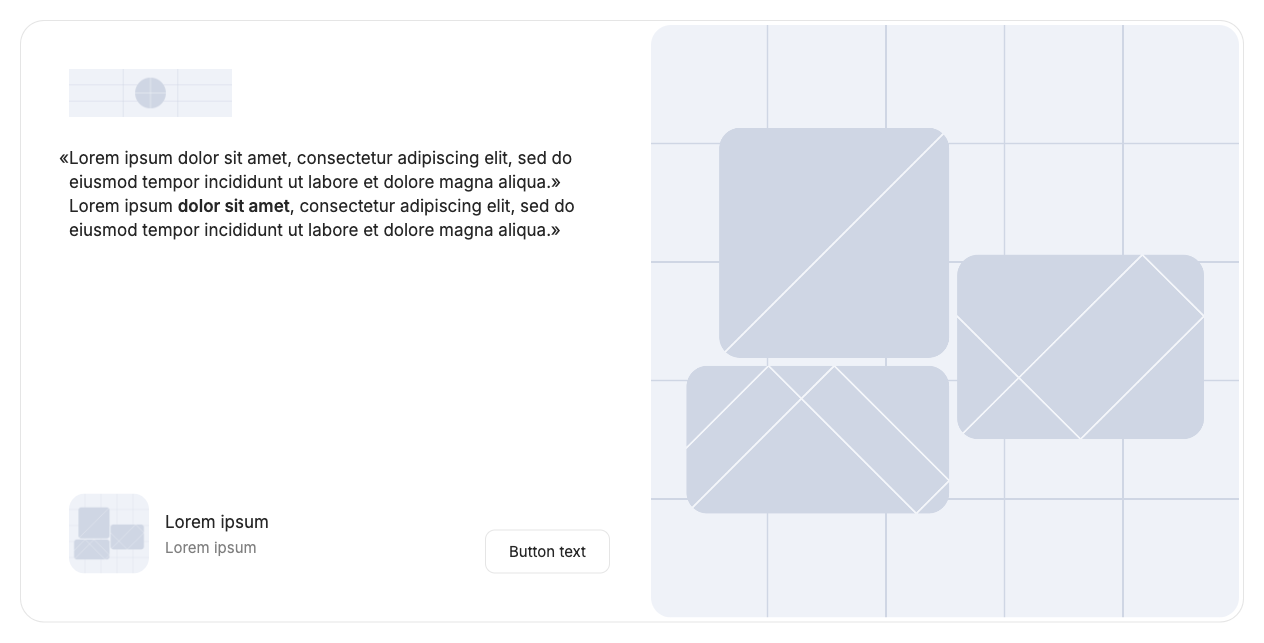 «Lorem ipsum dolor sit amet, consectetur adipiscing elit, sed do
eiusmod tempor incididunt ut labore et dolore magna aliqua.»
Lorem ipsum dolor sit amet, consectetur adipiscing elit, sed do
eiusmod tempor incididunt ut labore et dolore magna aliqua.»
Lorem ipsum
Lorem ipsum
Button text